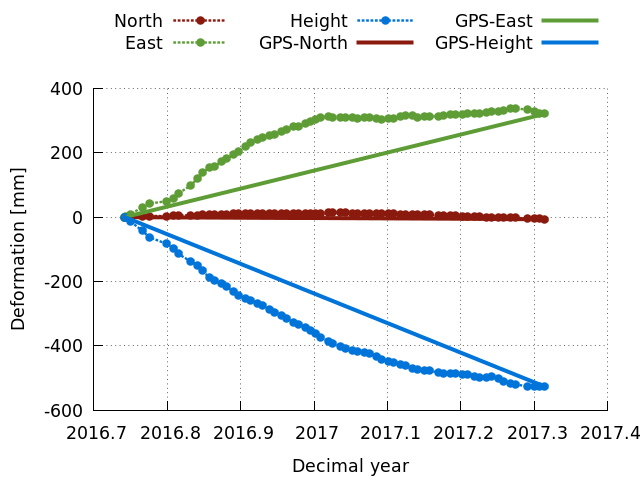 North Height GPS-East
East GPS-North GPS-Height
400
200
0
-200
-400
-600
Deformation [mm]
2016.7 2016.8 2016.9 2017 2017.1 2017.2 2017.3 2017.4
Decimal year